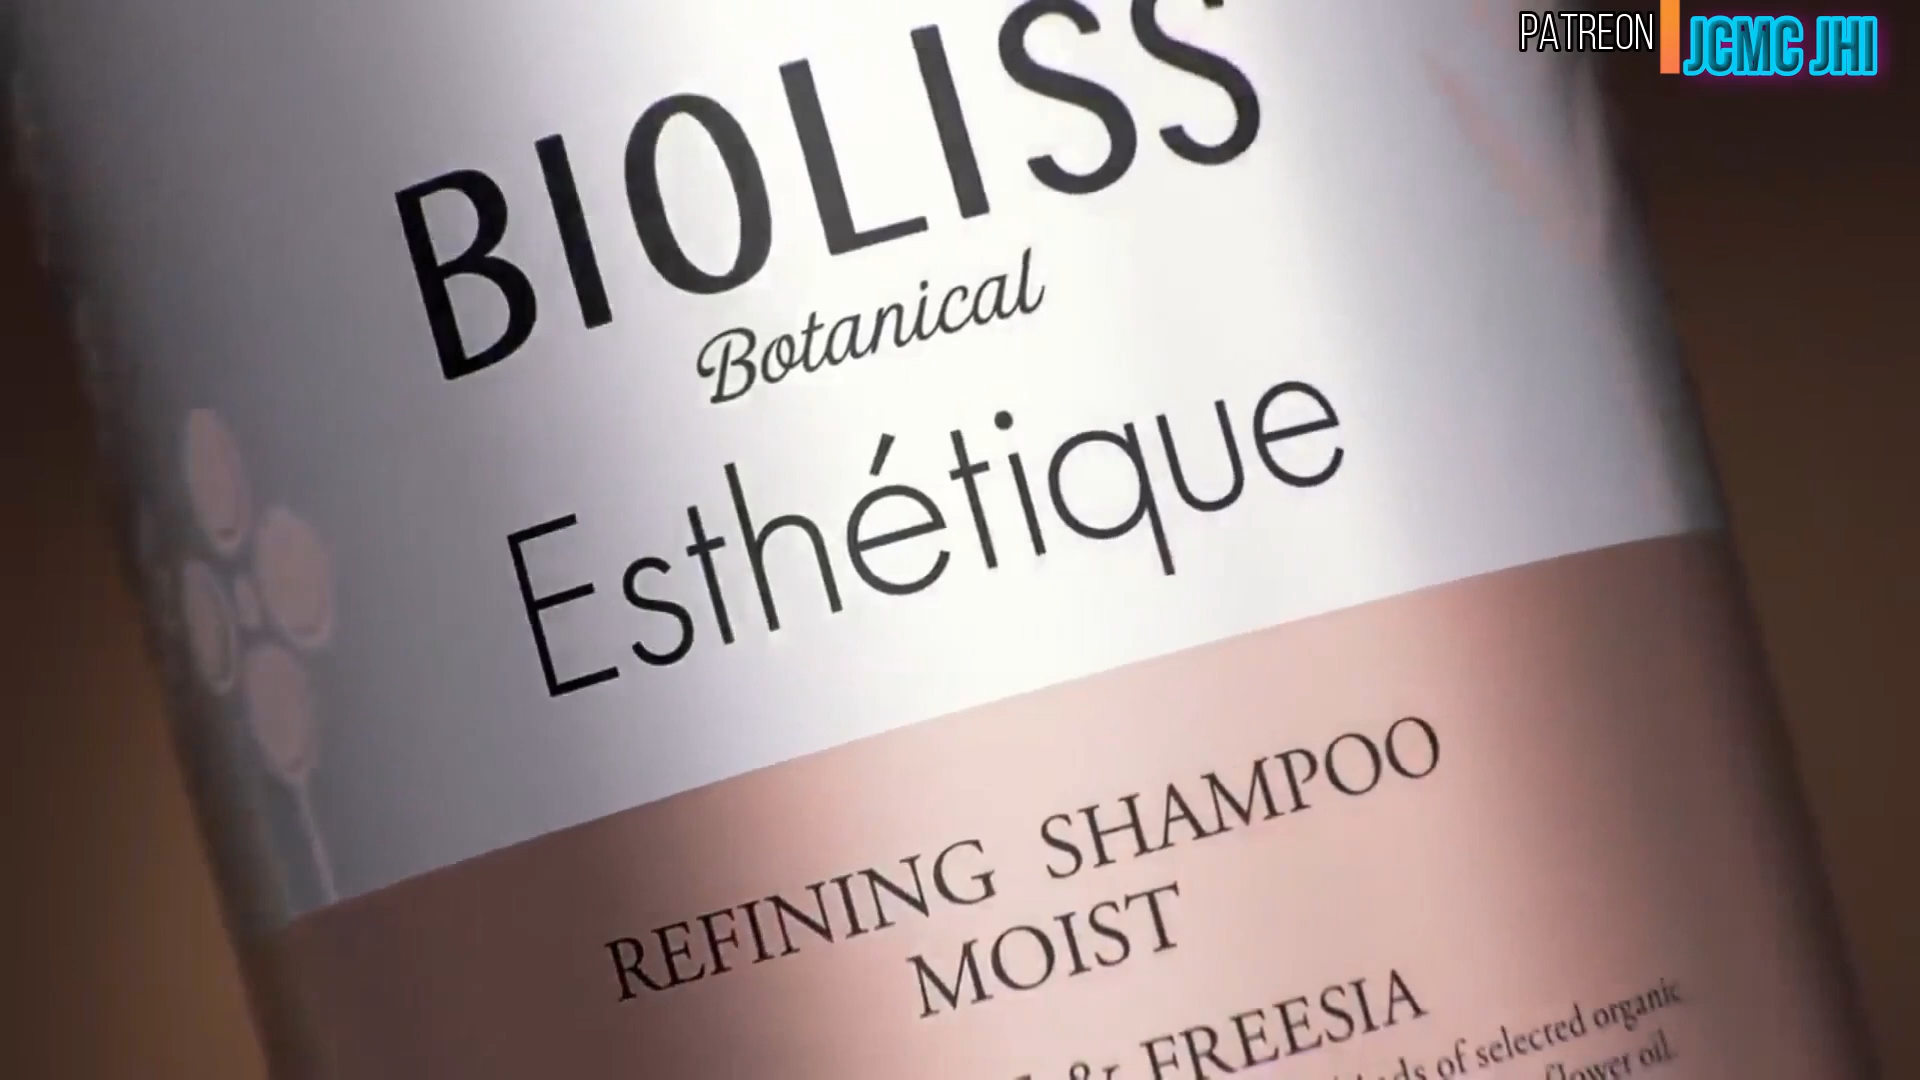 PATREON JCMC JHI
BIOLISS
Botanical
Esthétique
REFINING SHAMPOO
MOIST
& FREESIA
of selected organic
flower oil.